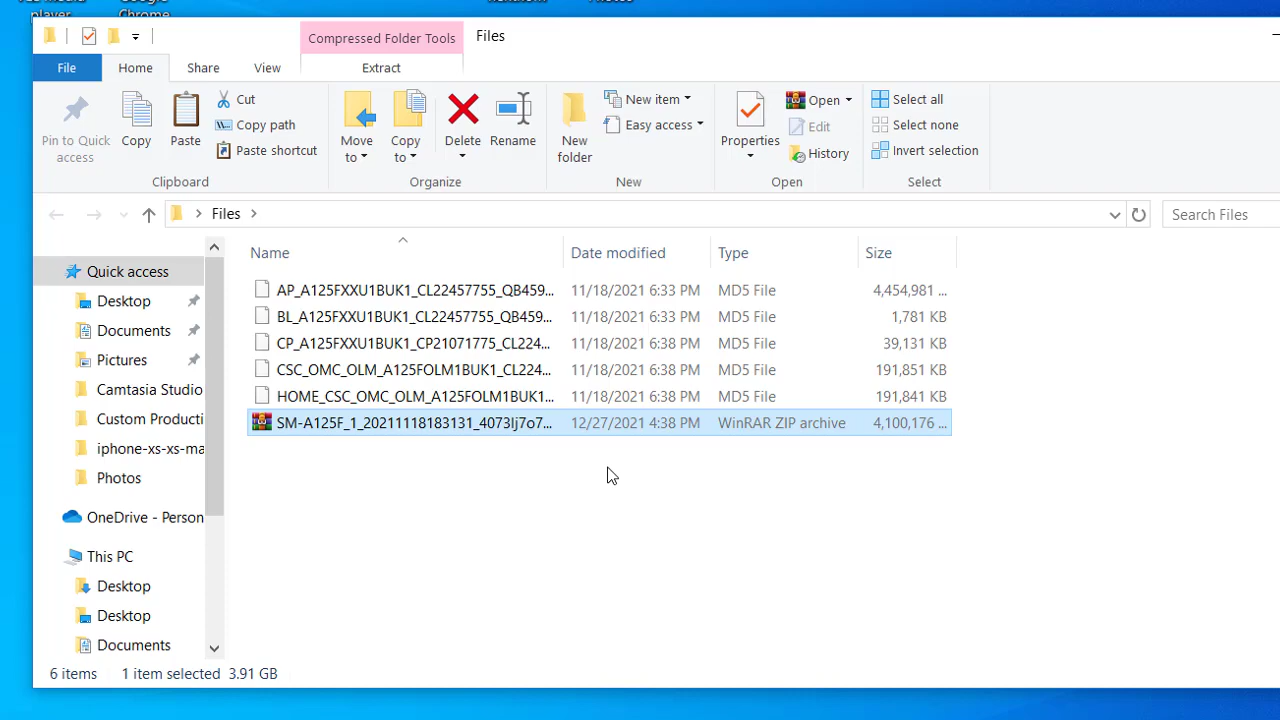 player
Chrome
Compressed Folder Tools
Files
File
Home
Share
View
Extract
Pin to Quick
access
Copy
Paste
Cut
Copy path
Paste shortcut
Clipboard
Move
to
Copy
to
Delete
Rename
Organize
New
folder
New item
Easy access
New
Properties
Open
Edit
History
Open
Select all
Select none
Invert selection
Select
Files
Search Files
Name
Date modified
Type
Size
AP_A125FXXU1BUK1_CL22457755_QB459... 11/18/2021 6:33 PM MD5 File 4,454,981 ...
BL_A125FXXU1BUK1_CL22457755_QB459... 11/18/2021 6:33 PM MD5 File 1,781 KB
CP_A125FXXU1BUK1_CP21071775_CL224... 11/18/2021 6:38 PM MD5 File 39,131 KB
CSC_OMC_OLM_A125FOLM1BUK1_CL224... 11/18/2021 6:38 PM MD5 File 191,851 KB
HOME_CSC_OMC_OLM_A125FOLM1BUK1... 11/18/2021 6:38 PM MD5 File 191,841 KB
SM-A125F_1_20211118183131_4073lj7o7... 12/27/2021 4:38 PM WinRAR ZIP archive 4,100,176 ...
Quick access
Desktop
Documents
Pictures
Camtasia Studio
Custom Producti
iphone-xs-xs-ma
Photos
OneDrive - Person
This PC
Desktop
Desktop
Documents
6 items
1 item selected 3.91 GB